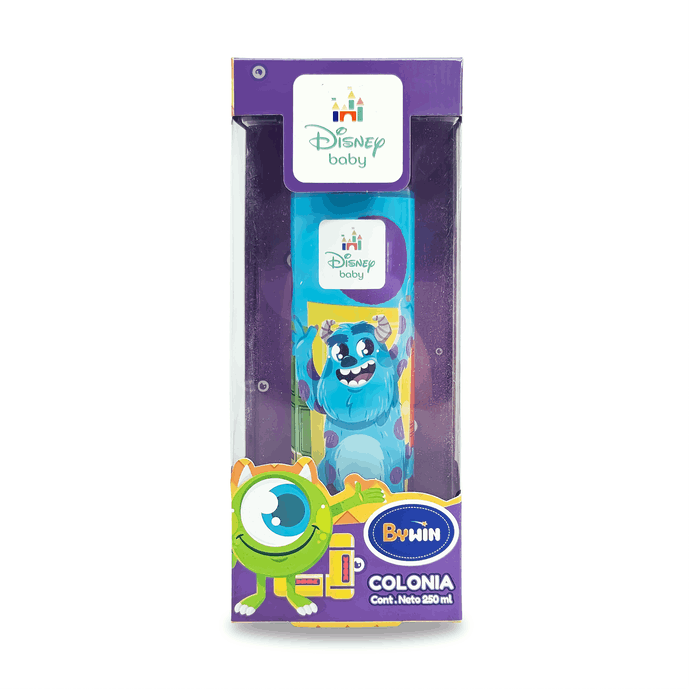 Disney
baby
Disney
baby
BYWIN
COLONIA
Cont. Neto 250 ml